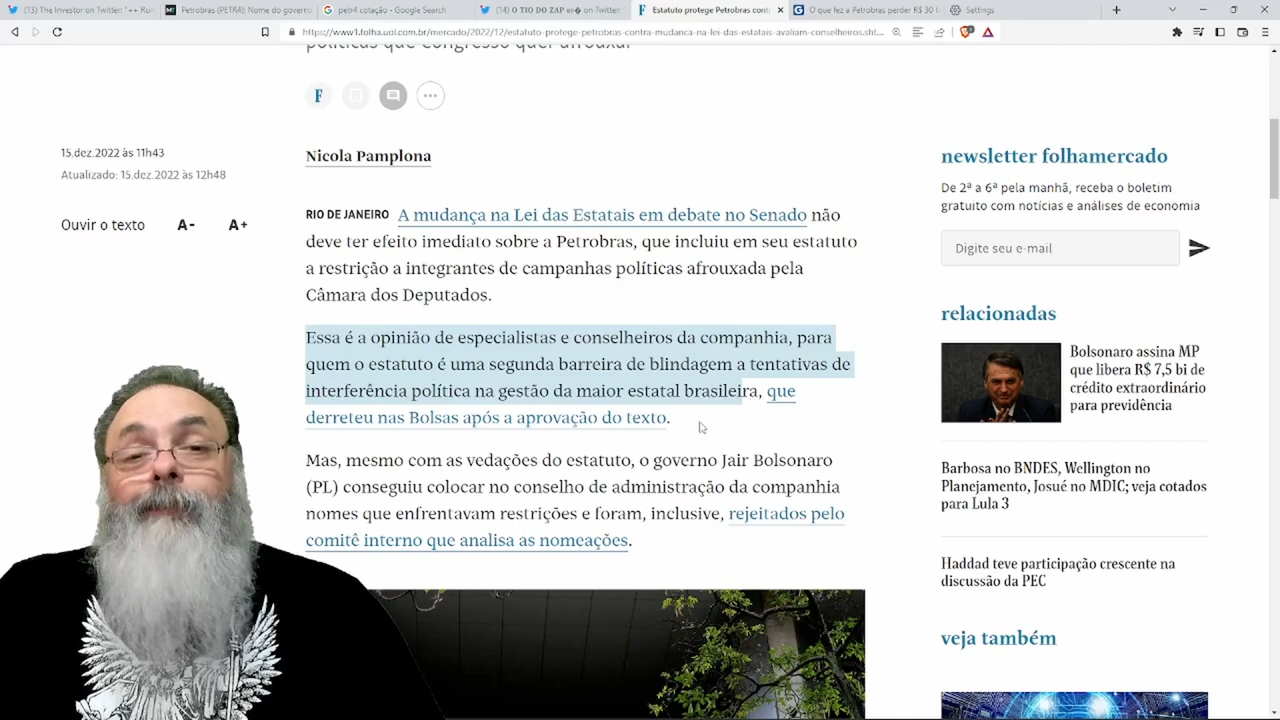 (13) The Investor on Twitter: "++ Rum
Petrobras (PETR4): Nome do governo
petr4 cotação - Google Search
(14) O TIO DO ZAP on Twitter
Estatuto protege Petrobras cont
O que fez a Petrobras perder R$ 30 b
Settings
https://www1.folha.uol.com.br/mercado/2022/12/estatuto-protege-petrobras-contra-mudanca-na-lei-das-estatais-avaliam-conselheiros.sht...
políticas que Congresso quer afrouxar
F
15.dez.2022 às 11h43
Atualizado: 15.dez.2022 às 12h48
Ouvir o texto A- A+
Nicola Pamplona
RIO DE JANEIRO A mudança na Lei das Estatais em debate no Senado não
deve ter efeito imediato sobre a Petrobras, que incluiu em seu estatuto
a restrição a integrantes de campanhas políticas afrouxada pela
Câmara dos Deputados.
Essa é a opinião de especialistas e conselheiros da companhia, para
quem o estatuto é uma segunda barreira de blindagem a tentativas de
interferência política na gestão da maior estatal brasileira, que
derreteu nas Bolsas após a aprovação do texto.
Mas, mesmo com as vedações do estatuto, o governo Jair Bolsonaro
(PL) conseguiu colocar no conselho de administração da companhia
nomes que enfrentavam restrições e foram, inclusive, rejeitados pelo
comitê interno que analisa as nomeações.
newsletter folhamercado
De 2ª a 6ª pela manhã, receba o boletim
gratuito com notícias e análises de economia
Digite seu e-mail
relacionadas
Bolsonaro assina MP
que libera R$ 7,5 bi de
crédito extraordinário
para previdência
Barbosa no BNDES, Wellington no
Planejamento, Josué no MDIC; veja cotados
para Lula 3
Haddad teve participação crescente na
discussão da PEC
veja também